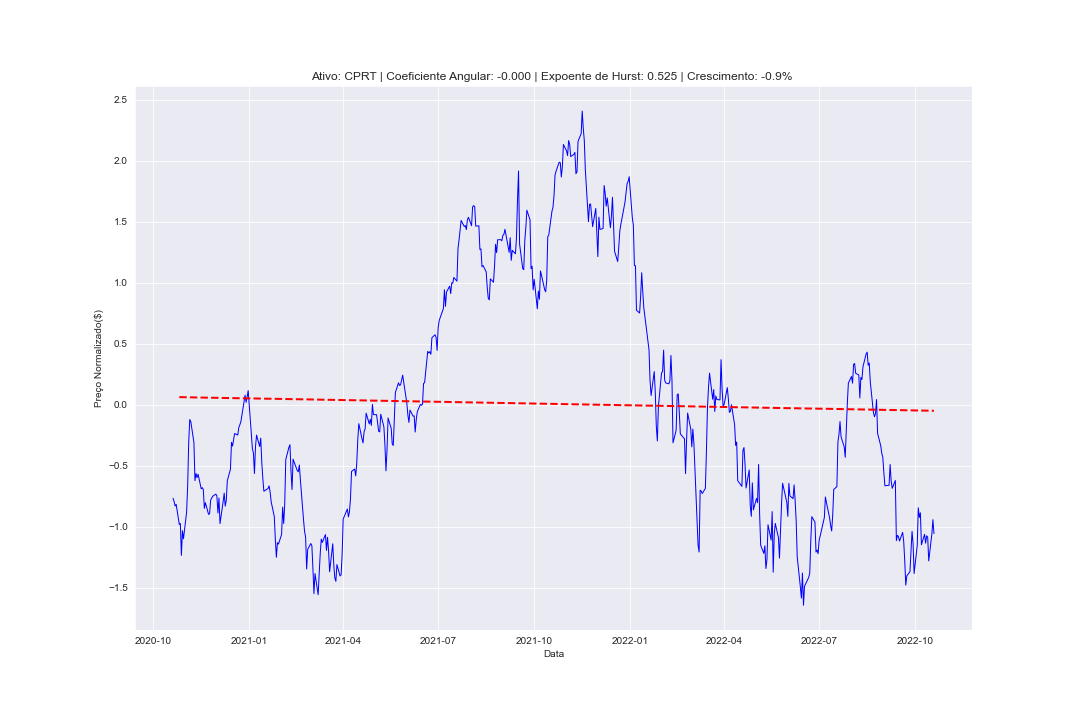 Ativo: CPRT | Coeficiente Angular: -0.000 | Expoente de Hurst: 0.525 | Crescimento: -0.9%
Preço Normalizado($)
2.5
2.0
1.5
1.0
0.5
0.0
−0.5
−1.0
−1.5
2020-10 2021-01 2021-04 2021-07 2021-10 2022-01 2022-04 2022-07 2022-10
Data